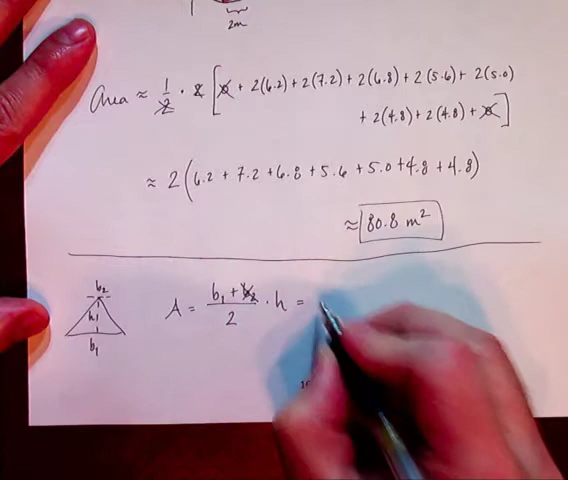 2m
Area ≈ 1/2 · 2 [0 + 2(6.2) + 2(7.2) + 2(6.8) + 2(5.6) + 2(5.0)
+ 2(4.8) + 2(4.8) + 0]
≈ 2(6.2 + 7.2 + 6.8 + 5.6 + 5.0 + 4.8 + 4.8)
≈ 80.8 m²
b₂
h
b₁
A = (b₁ + b₂)/2 · h =